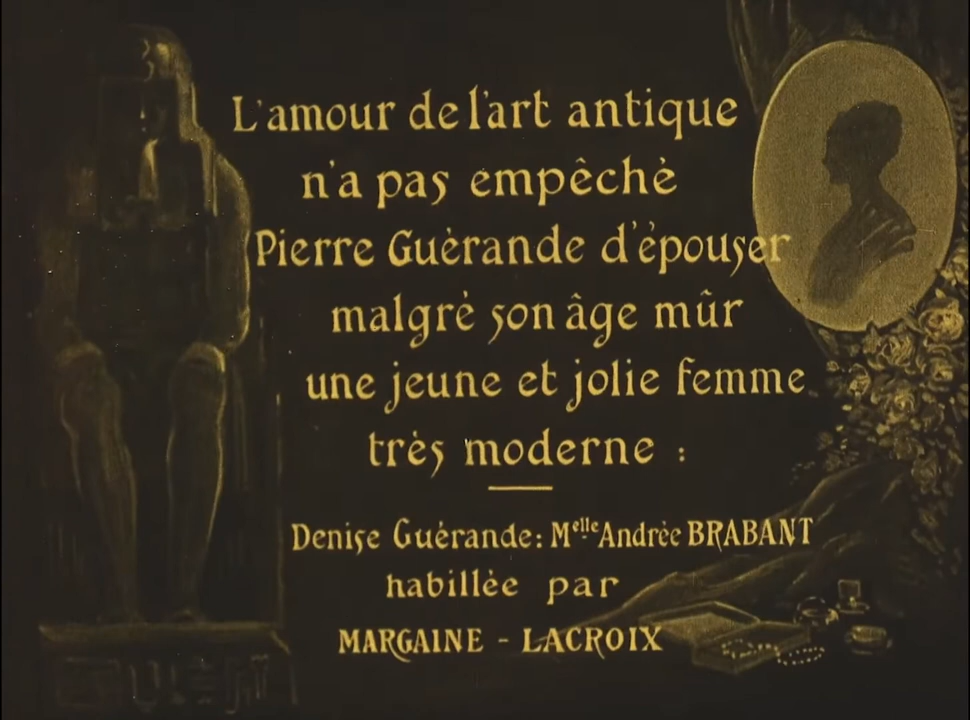 L'amour de l'art antique
n'a pas empêché
Pierre Guérande d'épouser
malgré son âge mûr
une jeune et jolie femme
très moderne :
Denise Guérande : Melle Andrée BRABANT
habillée par
MARGAINE - LACROIX